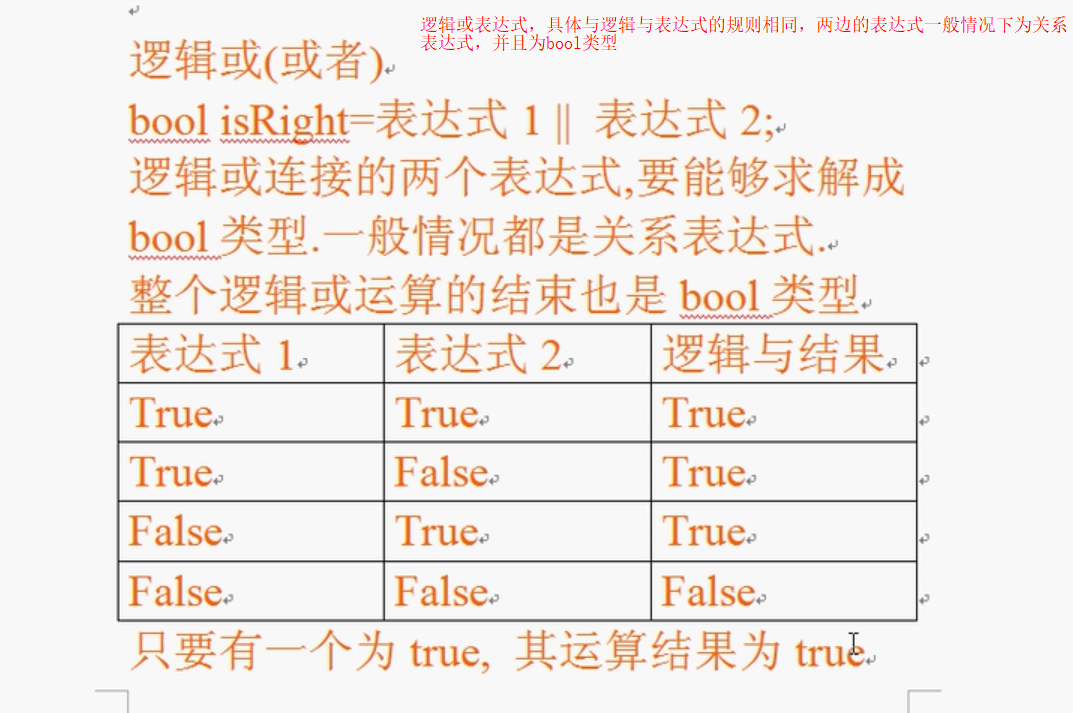 逻辑或表达式，具体与逻辑与表达式的规则相同，两边的表达式一般情况下为关系
表达式，并且为bool类型
逻辑或(或者)
bool isRight=表达式 1 || 表达式 2;
逻辑或连接的两个表达式,要能够求解成
bool 类型.一般情况都是关系表达式.
整个逻辑或运算的结束也是 bool 类型
表达式 1 表达式 2 逻辑与结果
True True True
True False True
False True True
False False False
只要有一个为 true, 其运算结果为 true